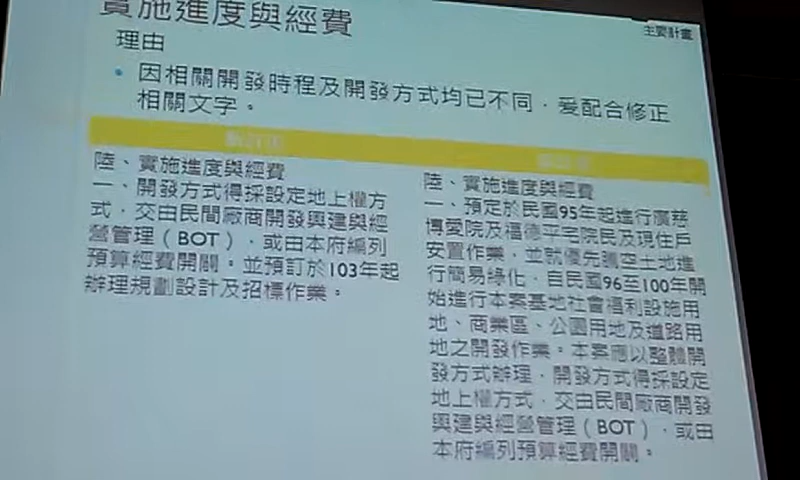 實施進度與經費
主要計畫
理由
• 因相關開發時程及開發方式均已不同，爰配合修正
相關文字。
陸、實施進度與經費
一、開發方式得採設定地上權方
式，交由民間廠商開發興建與經
營管理（BOT），或由本府編列
預算經費開闢。並預訂於103年起
辦理規劃設計及招標作業。
陸、實施進度與經費
一、預定於民國95年起進行廣慈
博愛院及福德平宅院民及現住戶
安置作業，並就優先騰空土地進
行簡易綠化，自民國96至100年開
始進行本案基地社會福利設施用
地、商業區、公園用地及道路用
地之開發作業。本案應以整體開
發方式辦理，開發方式得採設定
地上權方式，交由民間廠商開發
興建與經營管理（BOT），或由
本府編列預算經費開闢。